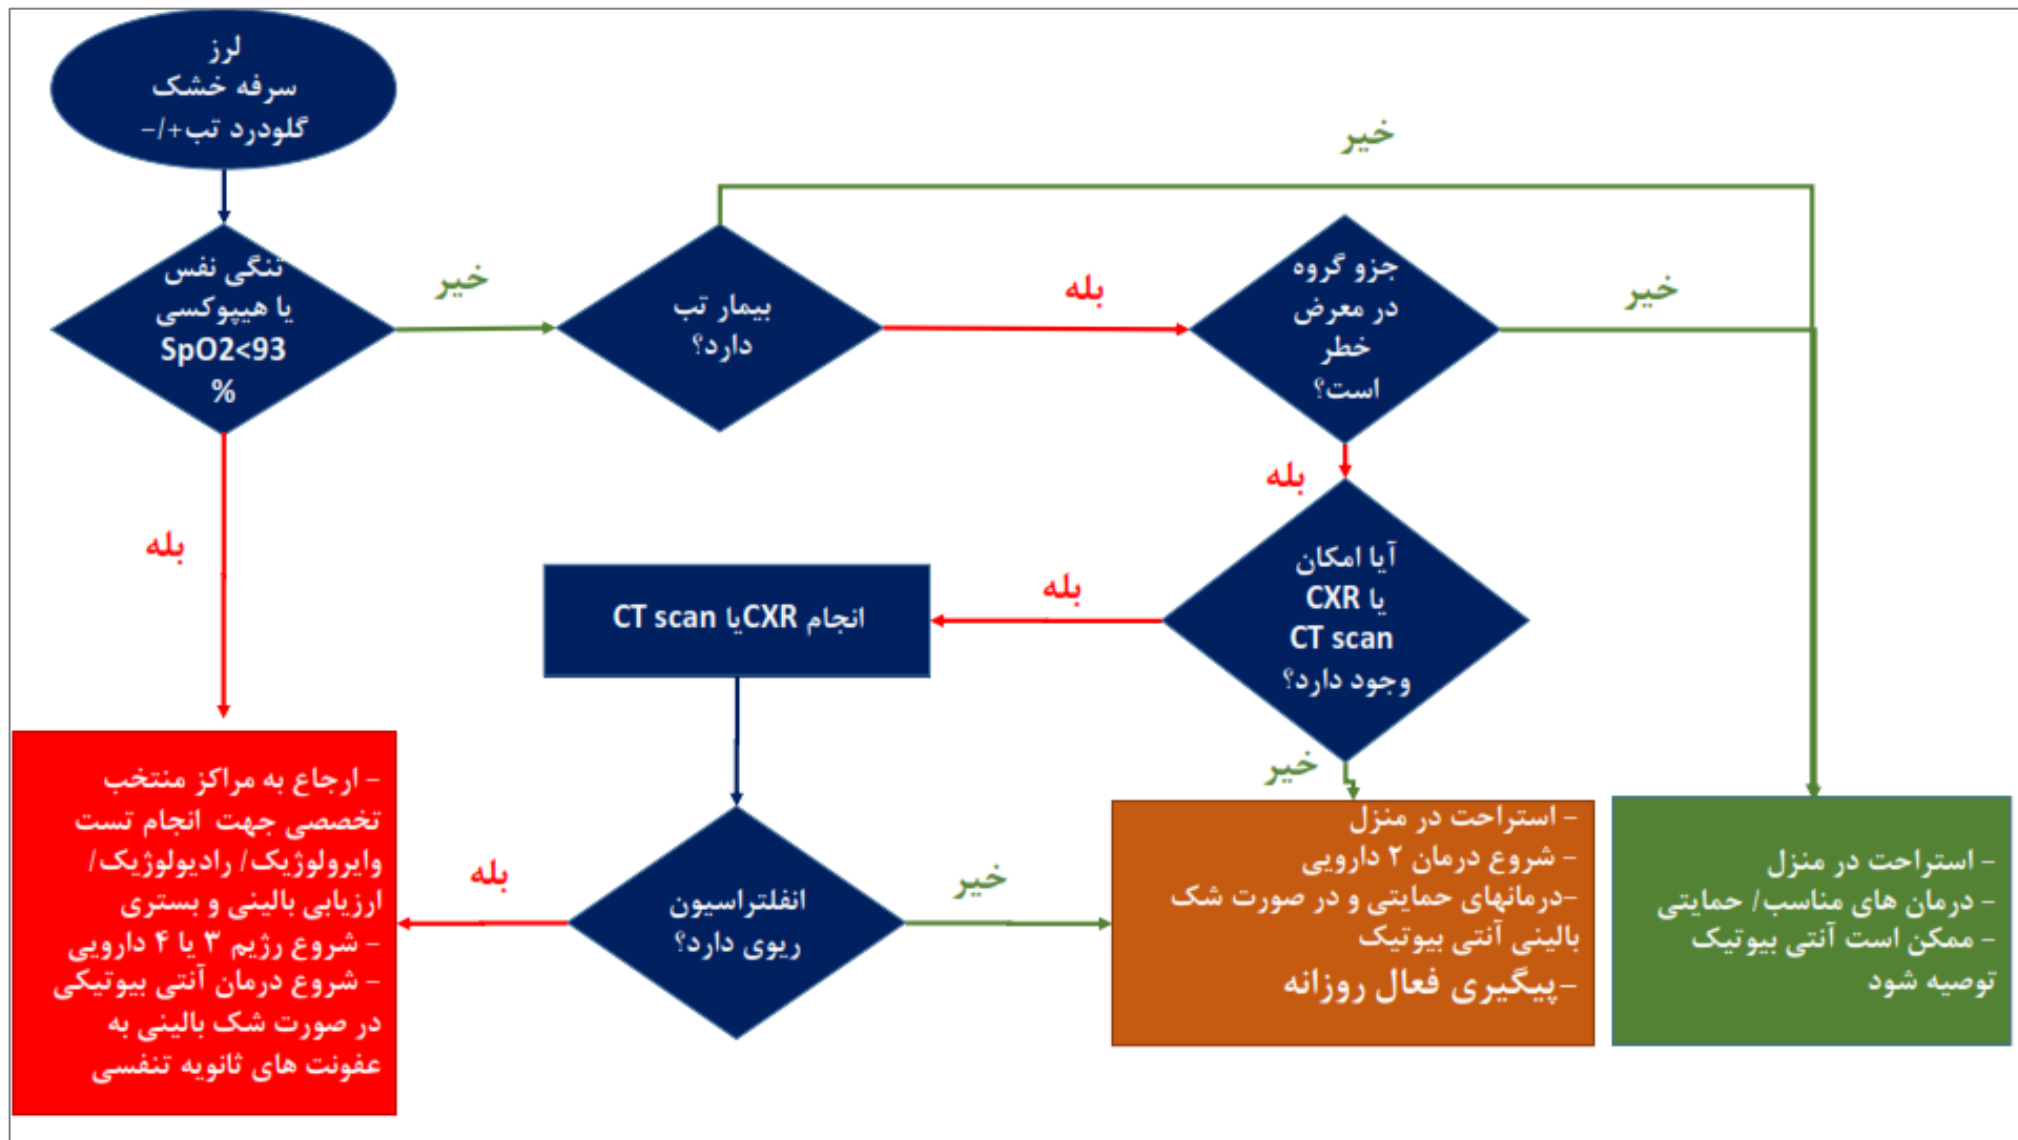 لرز
سرفه خشک
گلودرد تب+/-
تنگی نفس
یا هیپوکسی
SpO2<93
%
خیر
بیمار تب
دارد؟
خیر
بله
جزو گروه
در معرض
خطر
است؟
خیر
بله
بله
آیا امکان
CXR یا
CT scan
وجود دارد؟
بله
انجام CXRیا CT scan
خیر
انفلتراسیون
ریوی دارد؟
بله
خیر
- ارجاع به مراکز منتخب
تخصصی جهت انجام تست
وایرولوژیک/ رادیولوژیک/
ارزیابی بالینی و بستری
- شروع رژیم ۳ یا ۴ دارویی
- شروع درمان آنتی بیوتیکی
در صورت شک بالینی به
عفونت های ثانویه تنفسی
- استراحت در منزل
- شروع درمان ۲ دارویی
-درمانهای حمایتی و در صورت شک
بالینی آنتی بیوتیک
-پیگیری فعال روزانه
- استراحت در منزل
- درمان های مناسب/ حمایتی
- ممکن است آنتی بیوتیک
توصیه شود